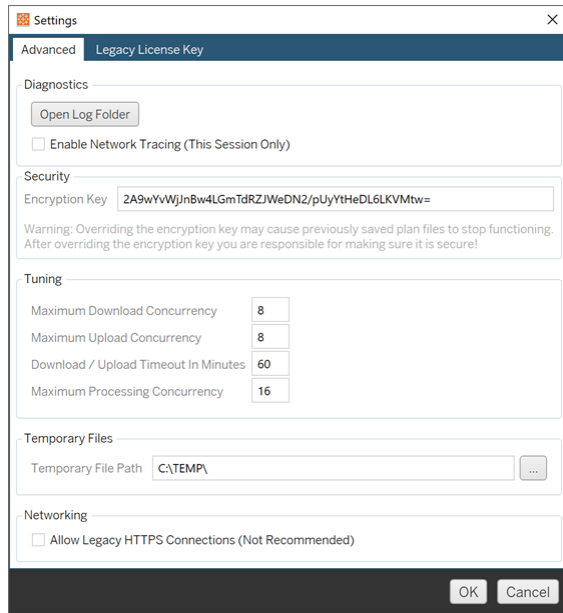 Settings
Advanced
Legacy License Key
Diagnostics
Open Log Folder
Enable Network Tracing (This Session Only)
Security
Encryption Key 2A9wYvWjJnBw4LGmTdRZJWeDN2/pUyYtHeDL6LKVMtw=
Warning: Overriding the encryption key may cause previously saved plan files to stop functioning.
After overriding the encryption key you are responsible for making sure it is secure!
Tuning
Maximum Download Concurrency 8
Maximum Upload Concurrency 8
Download / Upload Timeout In Minutes 60
Maximum Processing Concurrency 16
Temporary Files
Temporary File Path C:\TEMP\ ...
Networking
Allow Legacy HTTPS Connections (Not Recommended)
OK Cancel